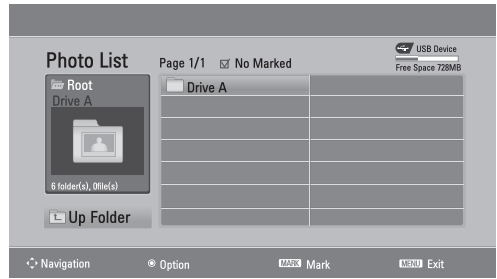 Photo List
Page 1/1 No Marked
USB Device
Free Space 728MB
Root
Drive A
6 folder(s), 0file(s)
Up Folder
Drive A
Navigation
Option
MARK Mark
MENU Exit